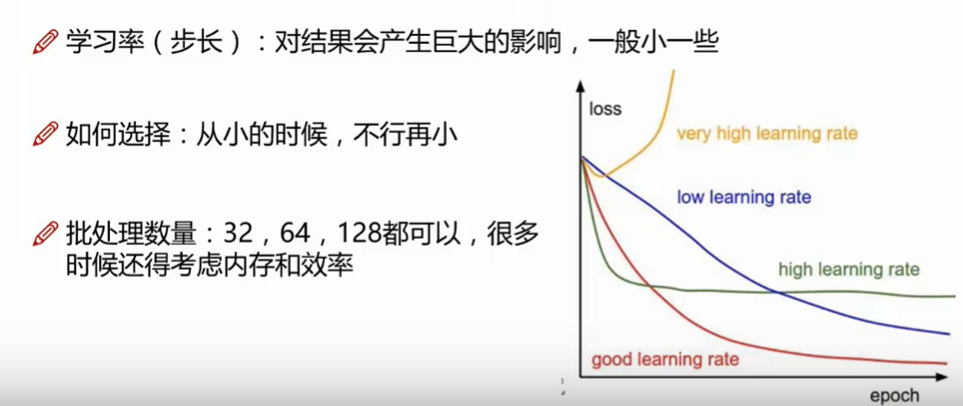 学习率（步长）：对结果会产生巨大的影响，一般小一些
如何选择：从小的时候，不行再小
批处理数量：32，64，128都可以，很多
时候还得考虑内存和效率
loss
very high learning rate
low learning rate
high learning rate
good learning rate
epoch